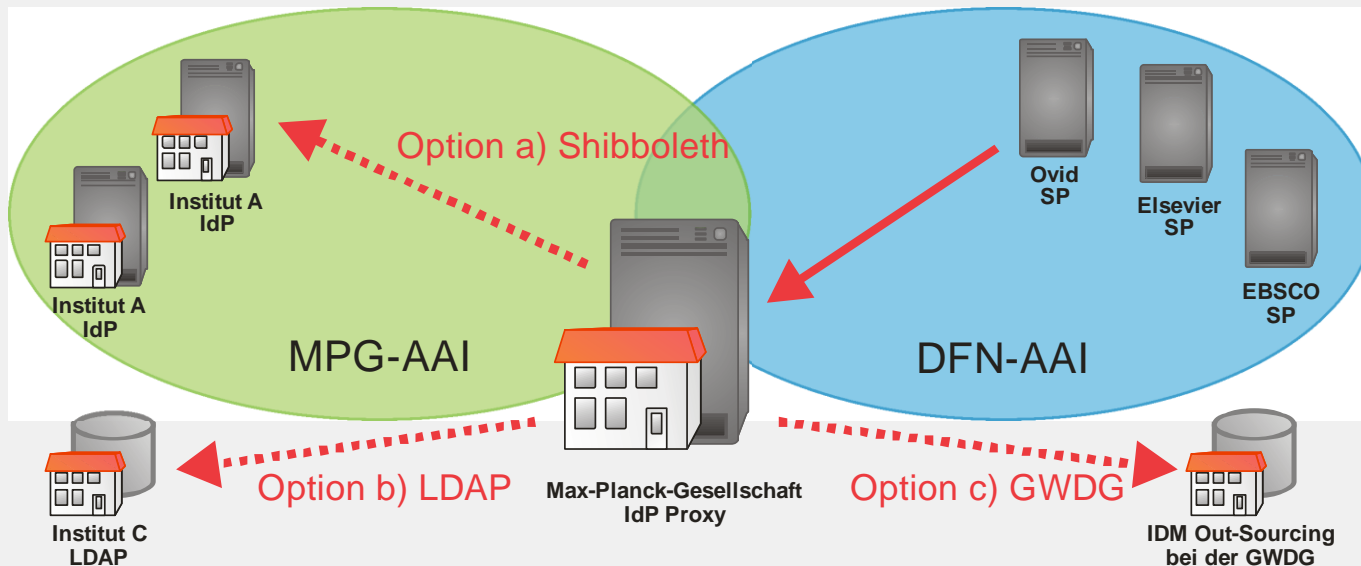 Option a) Shibboleth
Institut A
IdP
Institut A
IdP
MPG-AAI
Ovid
SP
Elsevier
SP
EBSCO
SP
DFN-AAI
Option b) LDAP
Institut C
LDAP
Max-Planck-Gesellschaft
IdP Proxy
Option c) GWDG
IDM Out-Sourcing
bei der GWDG